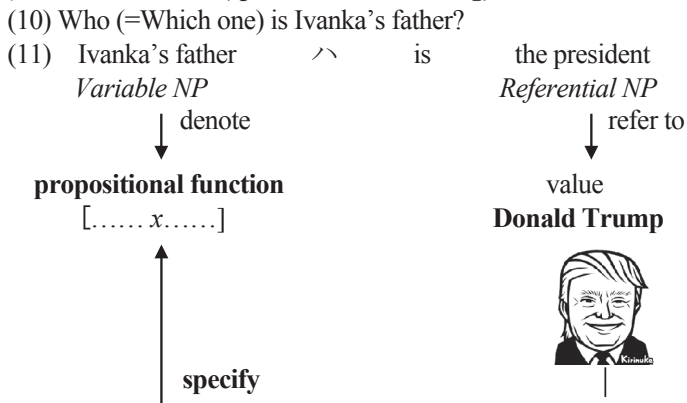 (10) Who (=Which one) is Ivanka's father?
(11) Ivanka's father ハ is the president
Variable NP Referential NP
denote refer to
propositional function value
[…… x……] Donald Trump
Kirinuke
specify